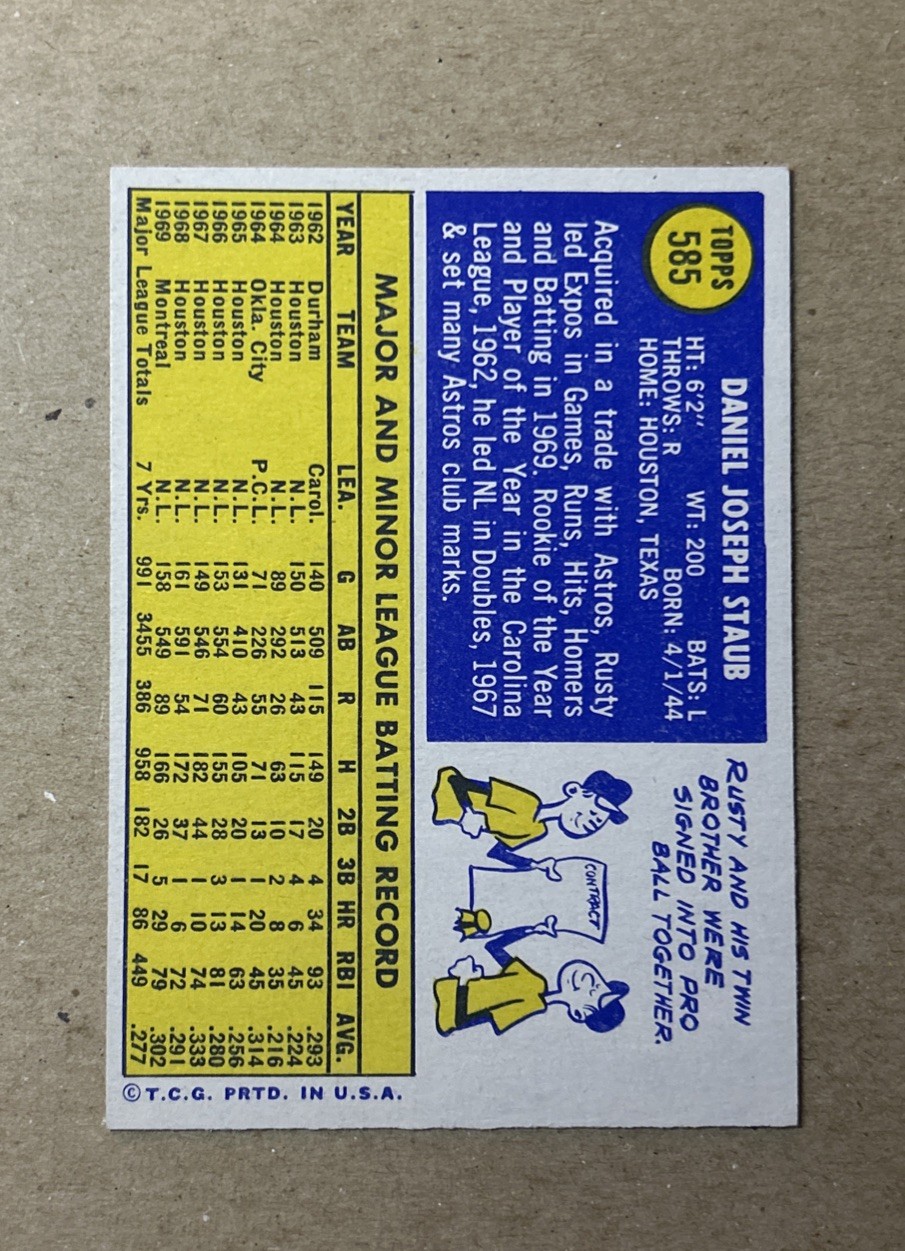 TOPPS
585
DANIEL JOSEPH STAUB
HT: 6'2" WT: 200 BATS: L
THROWS: R BORN: 4/1/44
HOME: HOUSTON, TEXAS
Acquired in a trade with Astros, Rusty
led Expos in Games, Runs, Hits, Homers
and Batting in 1969. Rookie of the Year
and Player of the Year in the Carolina
League, 1962, he led NL in Doubles, 1967
& set many Astros club marks.
RUSTY AND HIS TWIN
BROTHER WERE
SIGNED INTO PRO
BALL TOGETHER.
CONTRACT
MAJOR AND MINOR LEAGUE BATTING RECORD
YEAR TEAM LEA. G AB R H 2B 3B HR RBI AVG.
1962 Durham Carol. 140 509 115 149 20 4 34 93 .293
1963 Houston N.L. 150 513 43 115 17 4 6 45 .224
1964 Houston N.L. 89 292 26 63 10 2 8 35 .216
1964 Okla. City P.C.L. 71 226 55 71 13 1 20 45 .314
1965 Houston N.L. 131 410 43 105 20 1 14 63 .256
1966 Houston N.L. 153 554 60 155 28 3 13 81 .280
1967 Houston N.L. 149 546 71 182 44 1 10 74 .333
1968 Houston N.L. 161 591 54 172 37 1 6 72 .291
1969 Montreal N.L. 158 549 89 166 26 5 29 79 .302
Major League Totals 7 Yrs. 991 3455 386 958 182 17 86 449 .277
© T.C.G. PRTD. IN U.S.A.